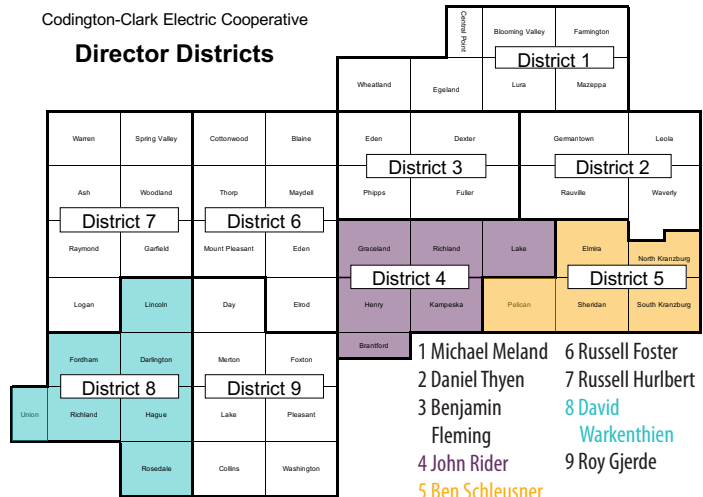 Codington-Clark Electric Cooperative
Director Districts
Central Point
Blooming Valley
Farmington
District 1
Wheatland
Egeland
Lura
Mazeppa
Warren
Spring Valley
Cottonwood
Blaine
Eden
Dexter
Germantown
Leola
District 3
District 2
Ash
Woodland
Thorp
Maydell
Phipps
Fuller
Rauville
Waverly
District 7
District 6
Raymond
Garfield
Mount Pleasant
Eden
Graceland
Richland
Lake
Elmira
North Kranzburg
District 4
District 5
Logan
Lincoln
Day
Elrod
Henry
Kampeska
Pelican
Sheridan
South Kranzburg
Brantford
Fordham
Darlington
Merton
Foxton
District 8
District 9
Union
Richland
Hague
Lake
Pleasant
Rosedale
Collins
Washington
1 Michael Meland
2 Daniel Thyen
3 Benjamin
Fleming
4 John Rider
5 Ben Schleusner
6 Russell Foster
7 Russell Hurlbert
8 David
Warkenthien
9 Roy Gjerde